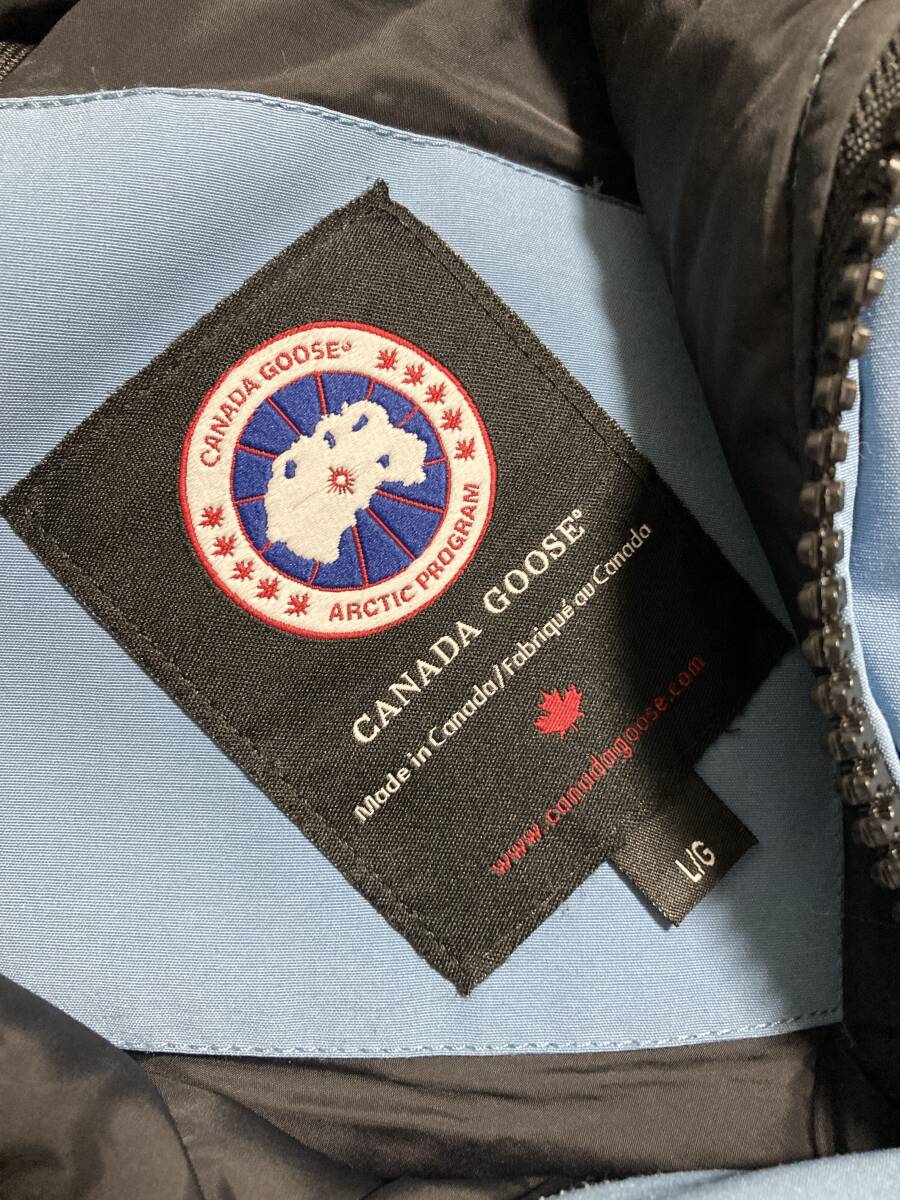 CANADA GOOSE®
ARCTIC PROGRAM
CANADA GOOSE®
Made in Canada/Fabriqué au Canada
www.canadagoose.com
L/G